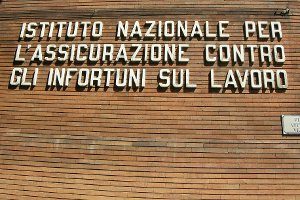 ISTITUTO NAZIONALE PER
L'ASSICURAZIONE CONTRO
GLI INFORTUNI SUL LAVORO